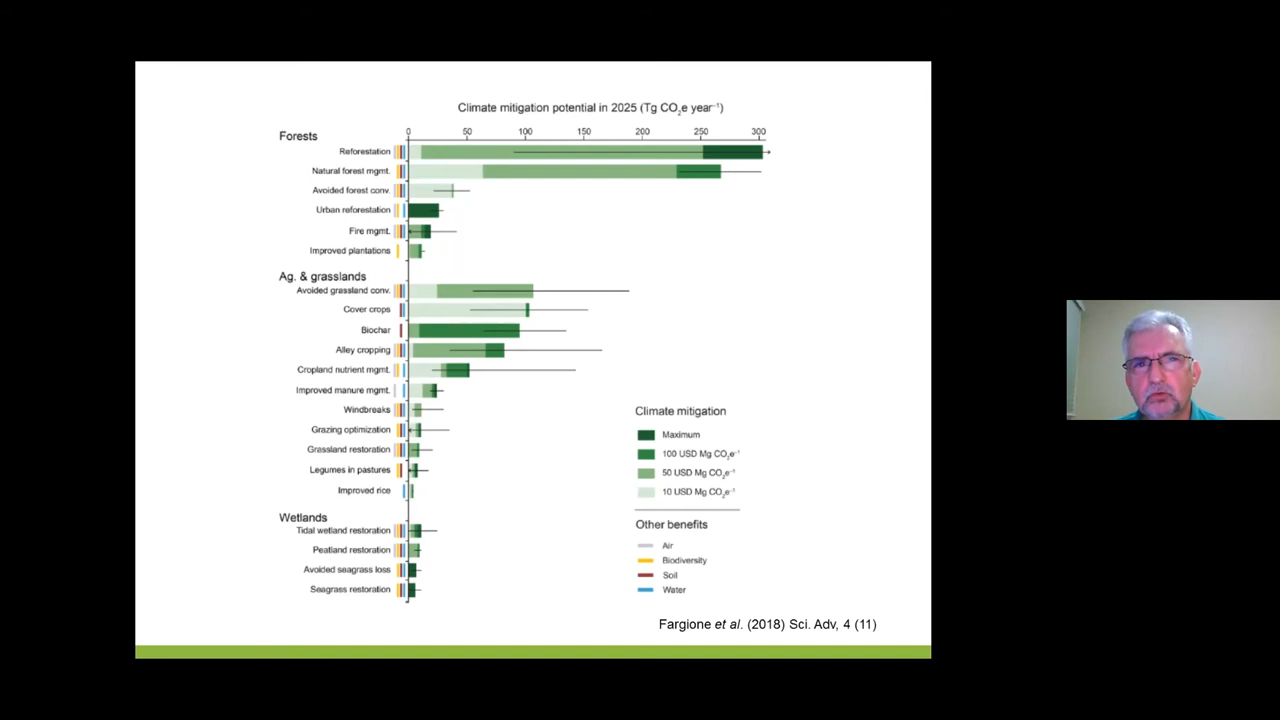 Climate mitigation potential in 2025 (Tg CO₂e year⁻¹)
0 50 100 150 200 250 300
Forests
Reforestation
Natural forest mgmt.
Avoided forest conv.
Urban reforestation
Fire mgmt.
Improved plantations
Ag. & grasslands
Avoided grassland conv.
Cover crops
Biochar
Alley cropping
Cropland nutrient mgmt.
Improved manure mgmt.
Windbreaks
Grazing optimization
Grassland restoration
Legumes in pastures
Improved rice
Wetlands
Tidal wetland restoration
Peatland restoration
Avoided seagrass loss
Seagrass restoration
Climate mitigation
Maximum
100 USD Mg CO₂e⁻¹
50 USD Mg CO₂e⁻¹
10 USD Mg CO₂e⁻¹
Other benefits
Air
Biodiversity
Soil
Water
Fargione et al. (2018) Sci. Adv, 4 (11)